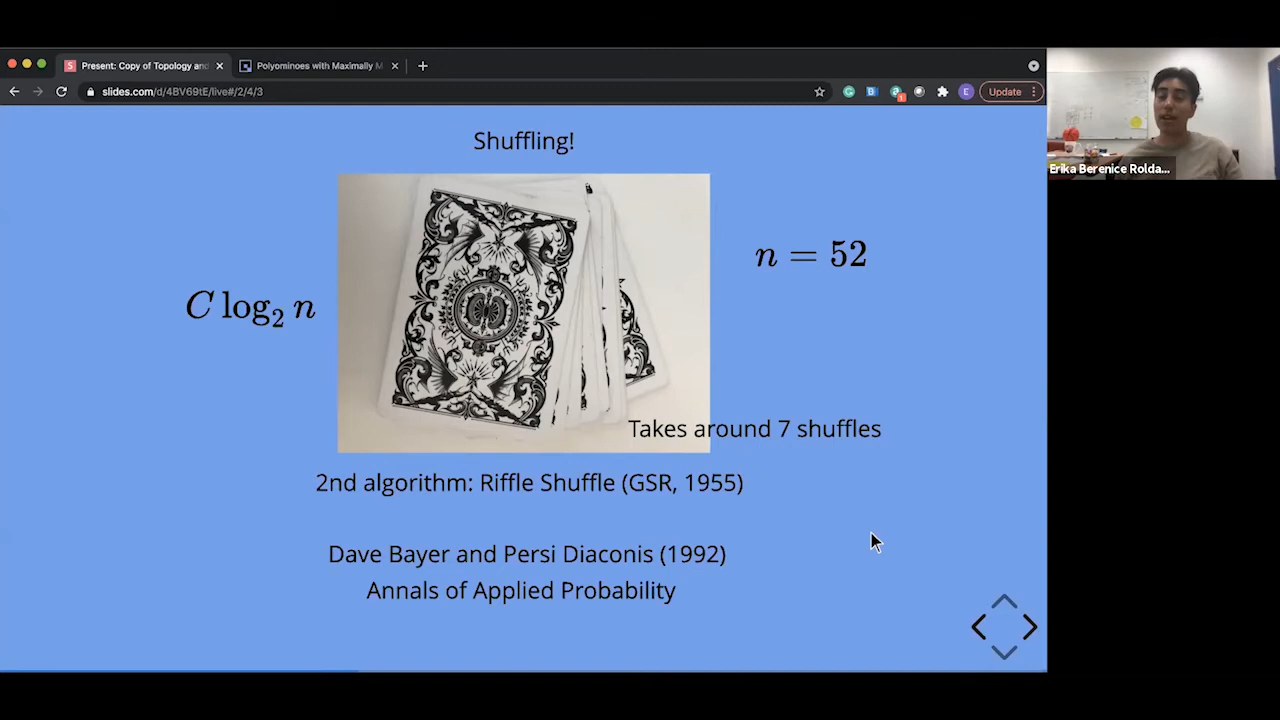 Present: Copy of Topology and
Polyominoes with Maximally M
slides.com/d/4BV69tE/live#/2/4/3
E
Update
Shuffling!
n = 52
C log₂ n
Takes around 7 shuffles
2nd algorithm: Riffle Shuffle (GSR, 1955)
Dave Bayer and Persi Diaconis (1992)
Annals of Applied Probability
Erika Berenice Rolda...